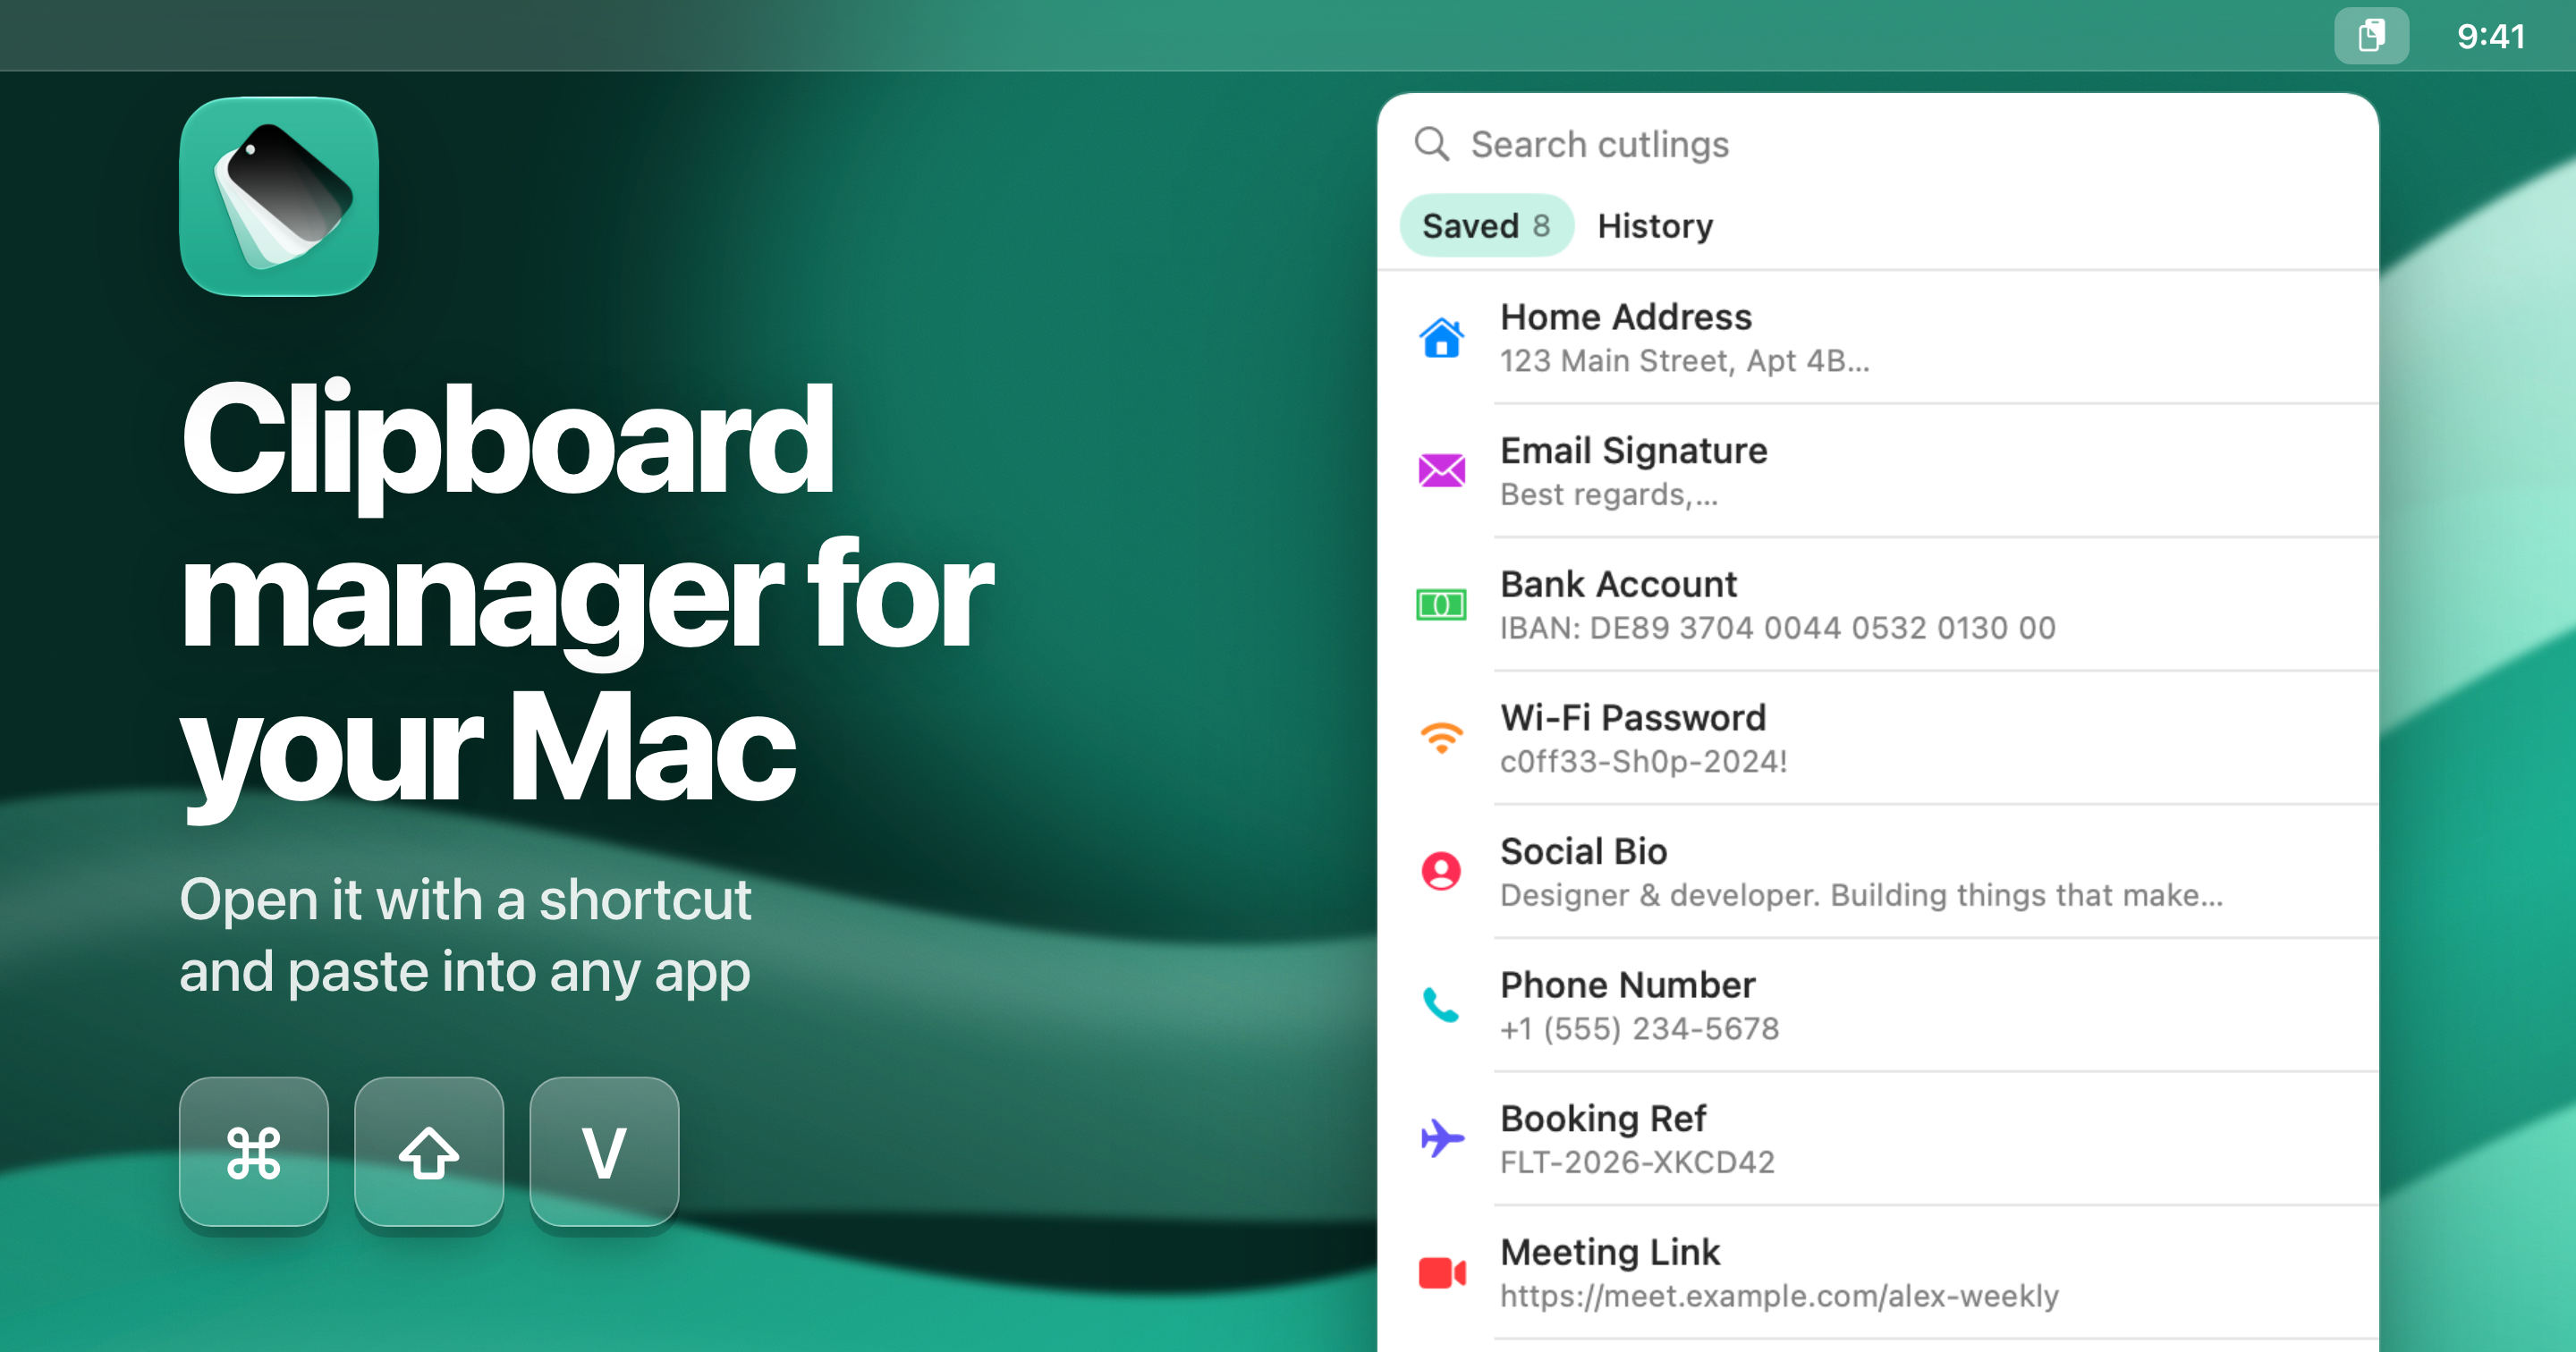 9:41
Clipboard
manager for
your Mac
Open it with a shortcut
and paste into any app
⌘ ⇧ V
Search cutlings
Saved 8 History
Home Address
123 Main Street, Apt 4B...
Email Signature
Best regards,...
Bank Account
IBAN: DE89 3704 0044 0532 0130 00
Wi-Fi Password
c0ff33-Sh0p-2024!
Social Bio
Designer & developer. Building things that make...
Phone Number
+1 (555) 234-5678
Booking Ref
FLT-2026-XKCD42
Meeting Link
https://meet.example.com/alex-weekly